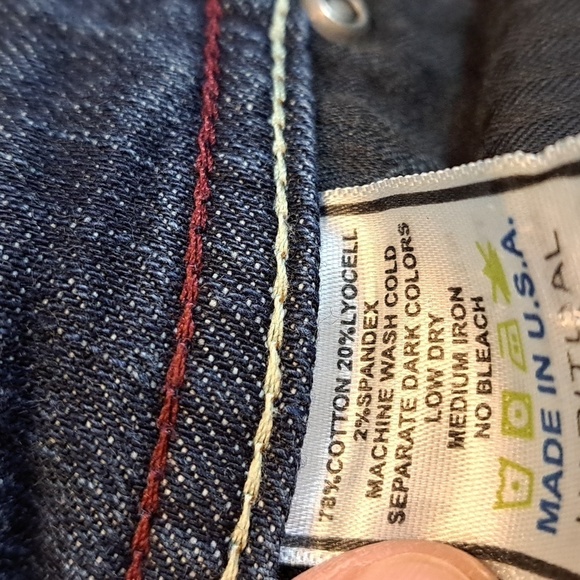 78%COTTON 20%LYOCELL
2%SPANDEX
MACHINE WASH COLD
SEPARATE DARK COLORS
LOW DRY
MEDIUM IRON
NO BLEACH
MADE IN U.S.A.